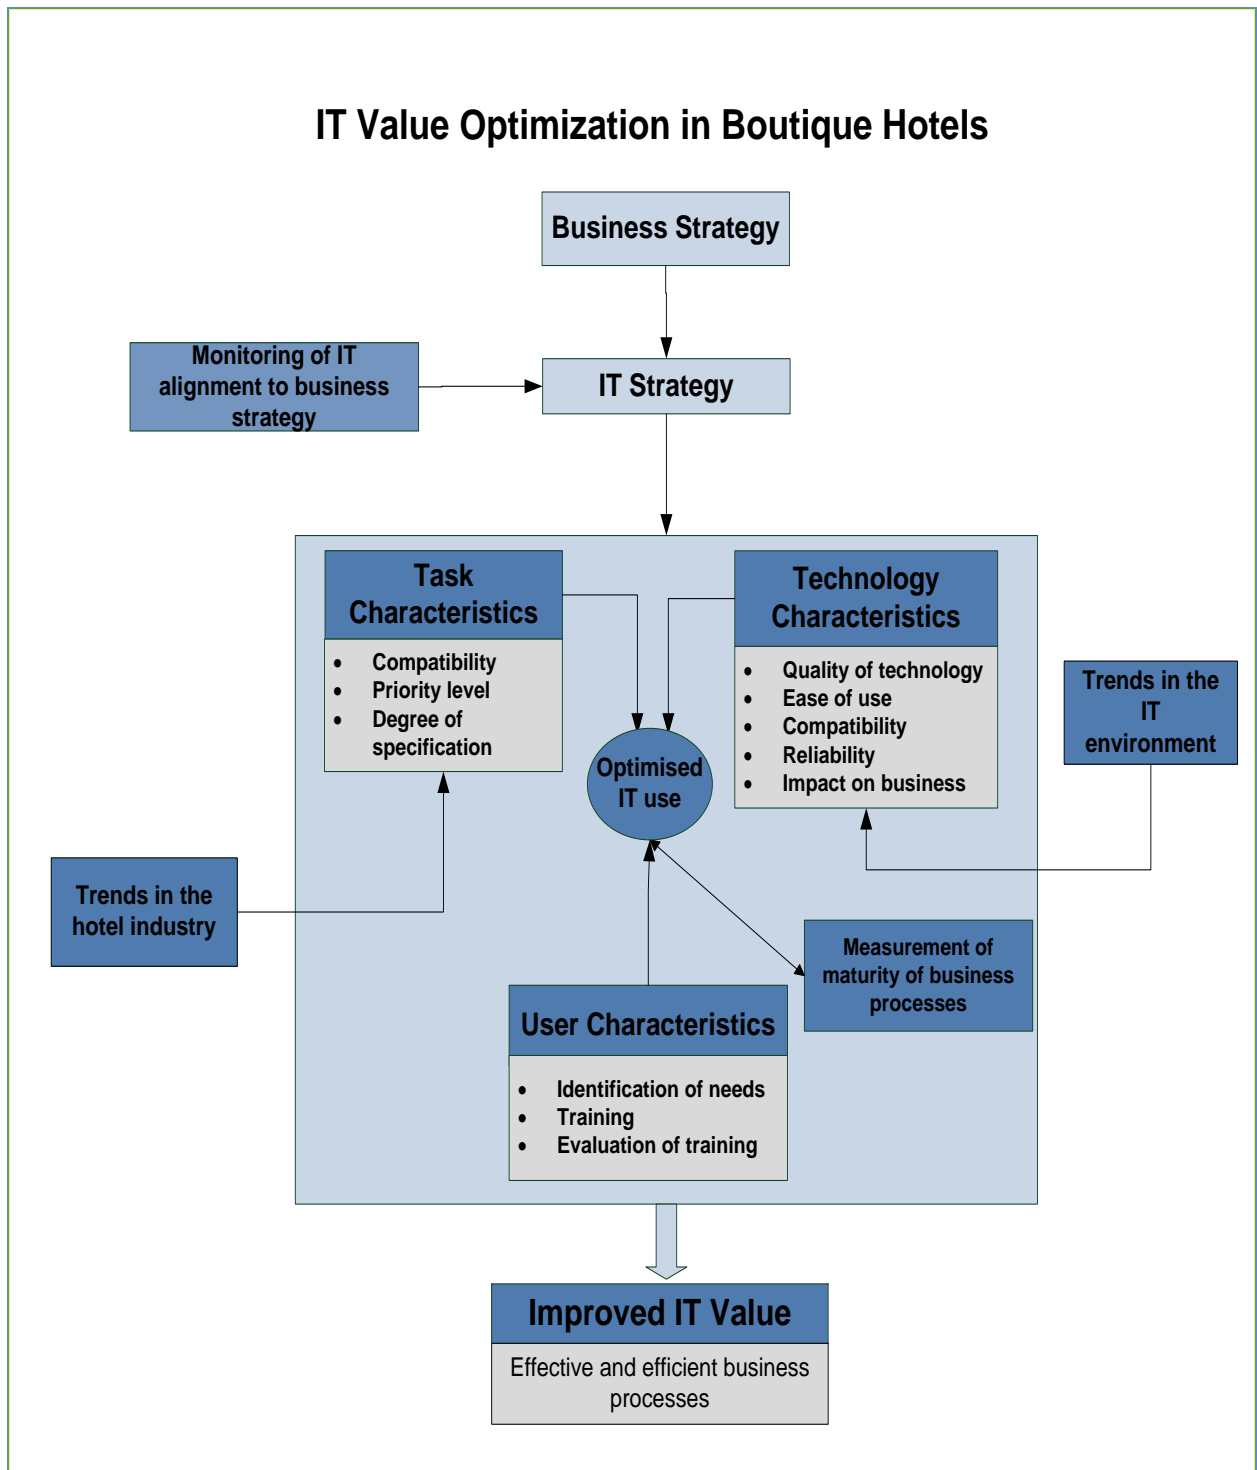 IT Value Optimization in Boutique Hotels
Business Strategy
Monitoring of IT
alignment to business
strategy
IT Strategy
Task
Characteristics
• Compatibility
• Priority level
• Degree of
specification
Technology
Characteristics
• Quality of technology
• Ease of use
• Compatibility
• Reliability
• Impact on business
Trends in the
IT
environment
Optimised
IT use
Trends in the
hotel industry
Measurement of
maturity of business
processes
User Characteristics
• Identification of needs
• Training
• Evaluation of training
Improved IT Value
Effective and efficient business
processes